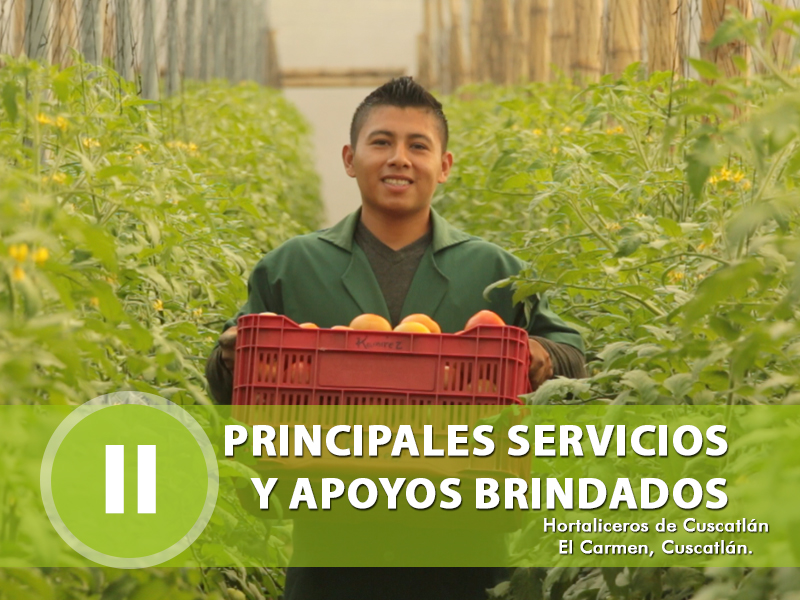 II
PRINCIPALES SERVICIOS
Y APOYOS BRINDADOS
Hortaliceros de Cuscatlán
El Carmen, Cuscatlán.